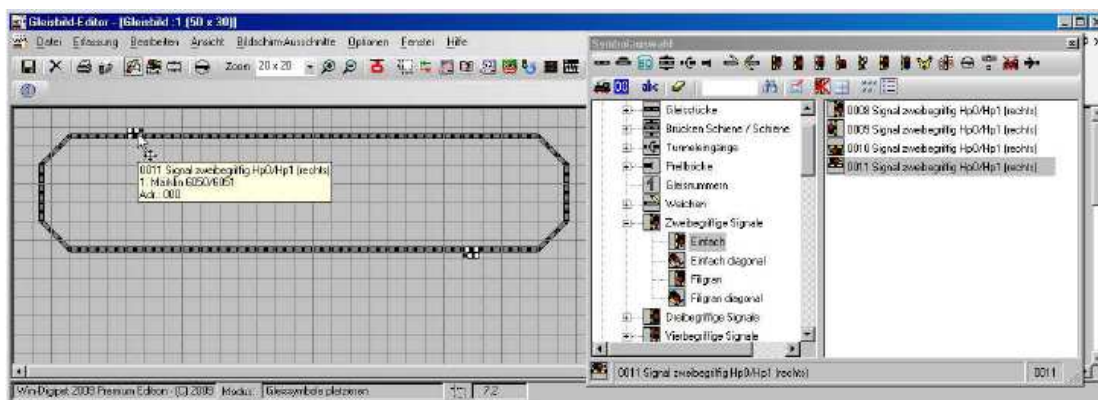 Gleisbild-Editor - [Gleisbild :1 (50 x 30)]
Datei Erfassung Bearbeiten Ansicht Bildschirm-Ausschnitte Optionen Fenster Hilfe
Zoom 20 x 20
0011 Signal zweibegriffig Hp0/Hp1 (rechts)
1. Märklin 6050/6051
Adr.: 000
Symbolauswahl
abc
Gleisstücke
Brücken Schiene / Schiene
Tunneleingänge
Prellböcke
Gleisnummern
Weichen
Zweibegriffige Signale
Einfach
Einfach diagonal
Filigran
Filigran diagonal
Dreibegriffige Signale
Vierbegriffige Signale
0008 Signal zweibegriffig Hp0/Hp1 (rechts)
0009 Signal zweibegriffig Hp0/Hp1 (rechts)
0010 Signal zweibegriffig Hp0/Hp1 (rechts)
0011 Signal zweibegriffig Hp0/Hp1 (rechts)
0011 Signal zweibegriffig Hp0/Hp1 (rechts) 0011
Win-Digipet 2009 Premium Edition - (C) 2009 Modus: Gleissymbole platzieren 7,2